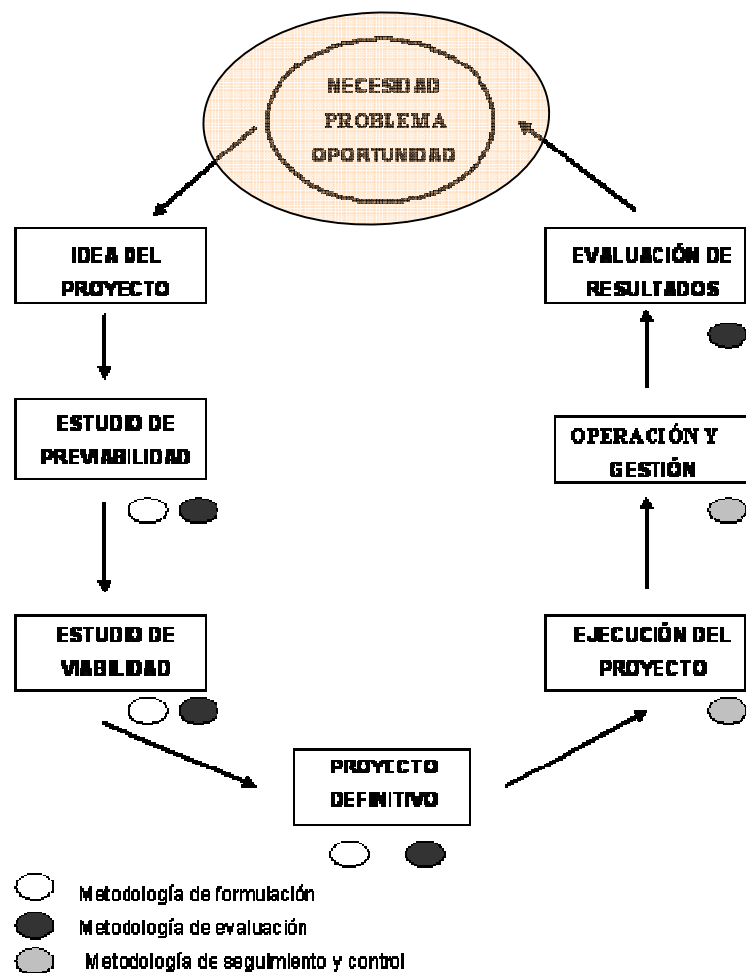 NECESIDAD
PROBLEMA
OPORTUNIDAD
IDEA DEL
PROYECTO
ESTUDIO DE
PREVIABILIDAD
ESTUDIO DE
VIABILIDAD
PROYECTO
DEFINITIVO
EJECUCIÓN DEL
PROYECTO
OPERACIÓN Y
GESTIÓN
EVALUACIÓN DE
RESULTADOS
Metodología de formulación
Metodología de evaluación
Metodología de seguimiento y control